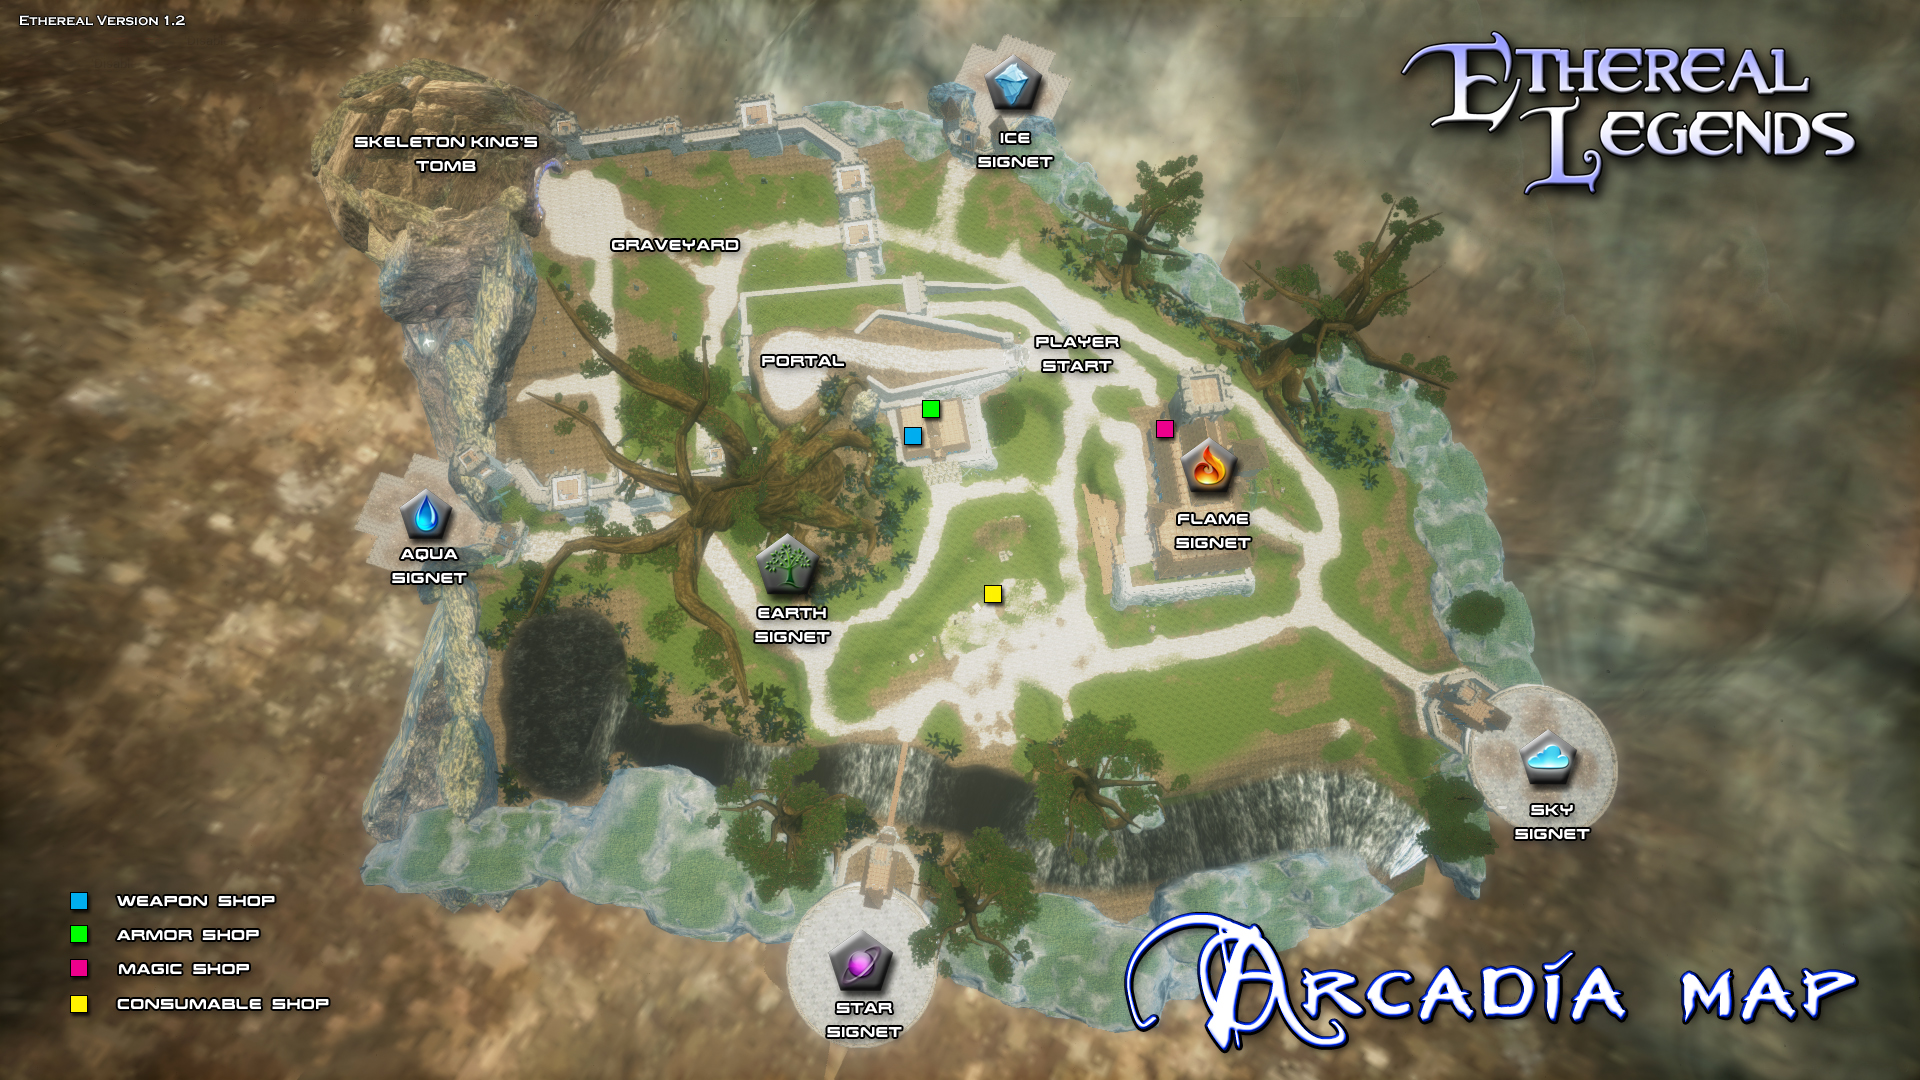 Ethereal Version 1.2
Ethereal
Legends
Ice
Signet
Skeleton King's
Tomb
Graveyard
Player
Start
Portal
Flame
Signet
Aqua
Signet
Earth
Signet
Sky
Signet
Star
Signet
Weapon Shop
Armor Shop
Magic Shop
Consumable Shop
Arcadía Map